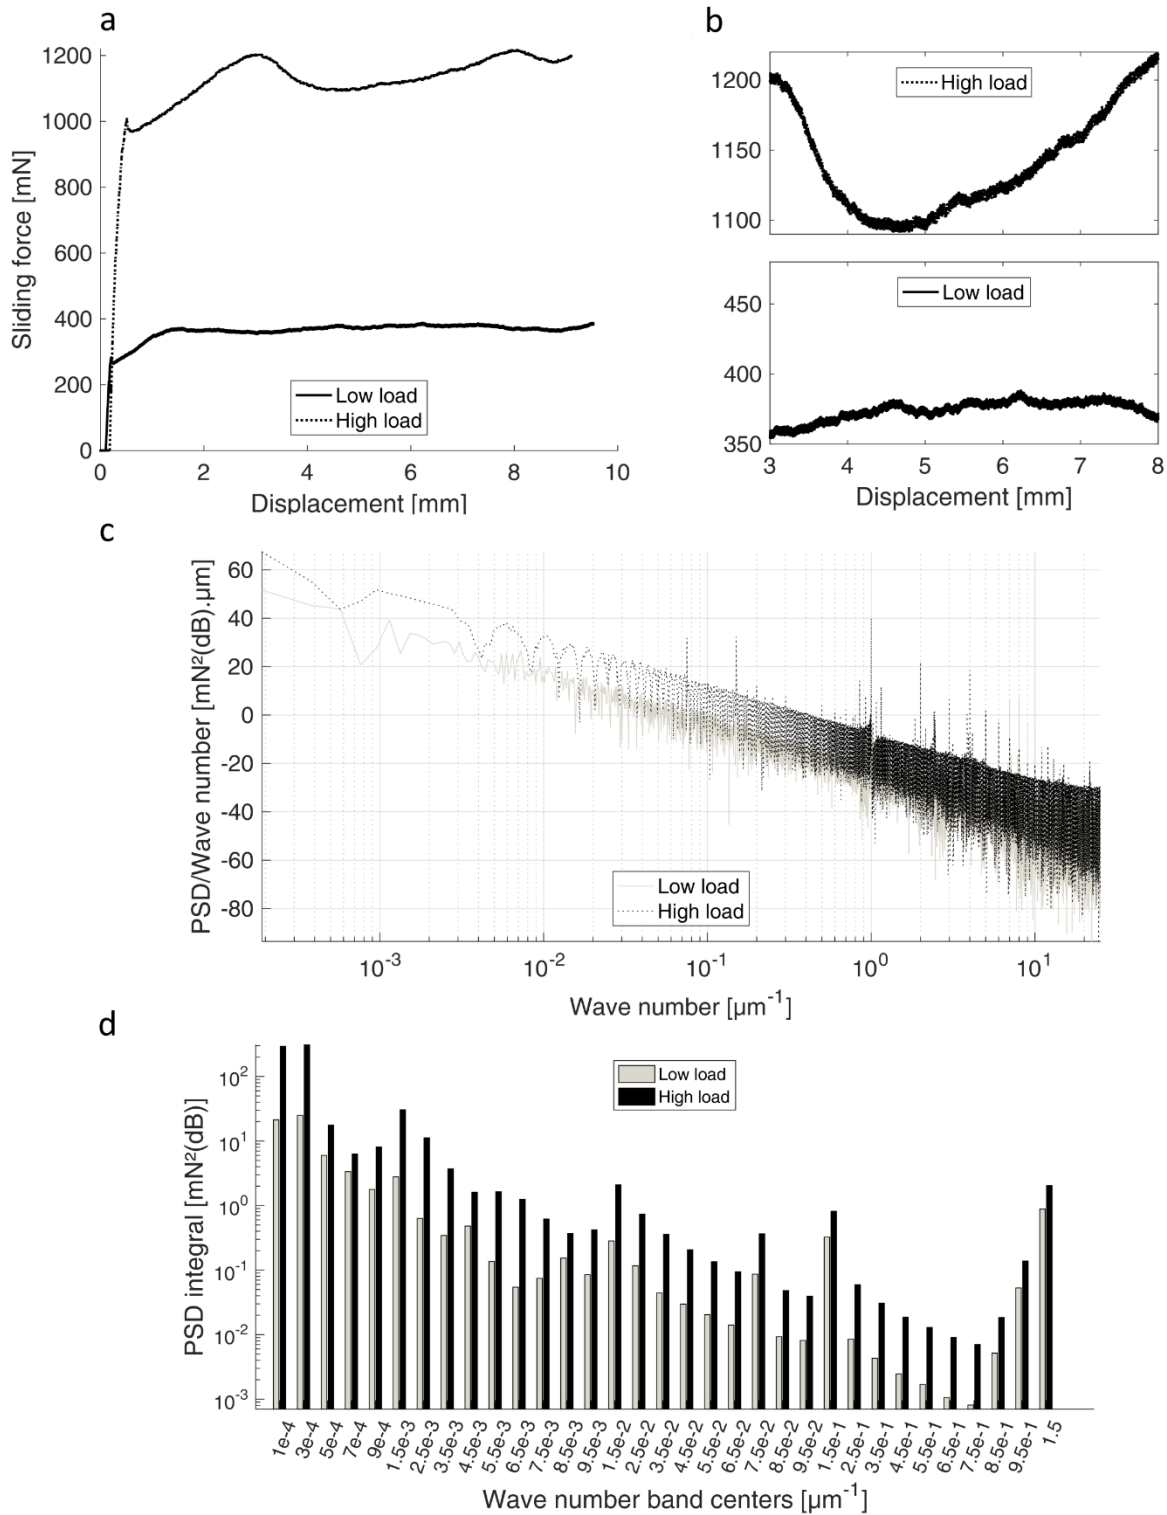 a
1200
1000
800
600
400
200
0
Sliding force [mN]
Low load
High load
0 2 4 6 8 10
Displacement [mm]
b
1200
1150
1100
High load
450
400
350
Low load
3 4 5 6 7 8
Displacement [mm]
c
60
40
20
0
-20
-40
-60
-80
PSD/Wave number [mN²(dB).µm]
Low load
High load
10⁻³ 10⁻² 10⁻¹ 10⁰ 10¹
Wave number [µm⁻¹]
d
10²
10¹
10⁰
10⁻¹
10⁻²
10⁻³
PSD integral [mN²(dB)]
Low load
High load
1e-4
3e-4
5e-4
7e-4
9e-4
1.5e-3
2.5e-3
3.5e-3
4.5e-3
5.5e-3
6.5e-3
7.5e-3
8.5e-3
9.5e-3
1.5e-2
2.5e-2
3.5e-2
4.5e-2
5.5e-2
6.5e-2
7.5e-2
8.5e-2
9.5e-2
1.5e-1
2.5e-1
3.5e-1
4.5e-1
5.5e-1
6.5e-1
7.5e-1
8.5e-1
9.5e-1
1.5
Wave number band centers [µm⁻¹]